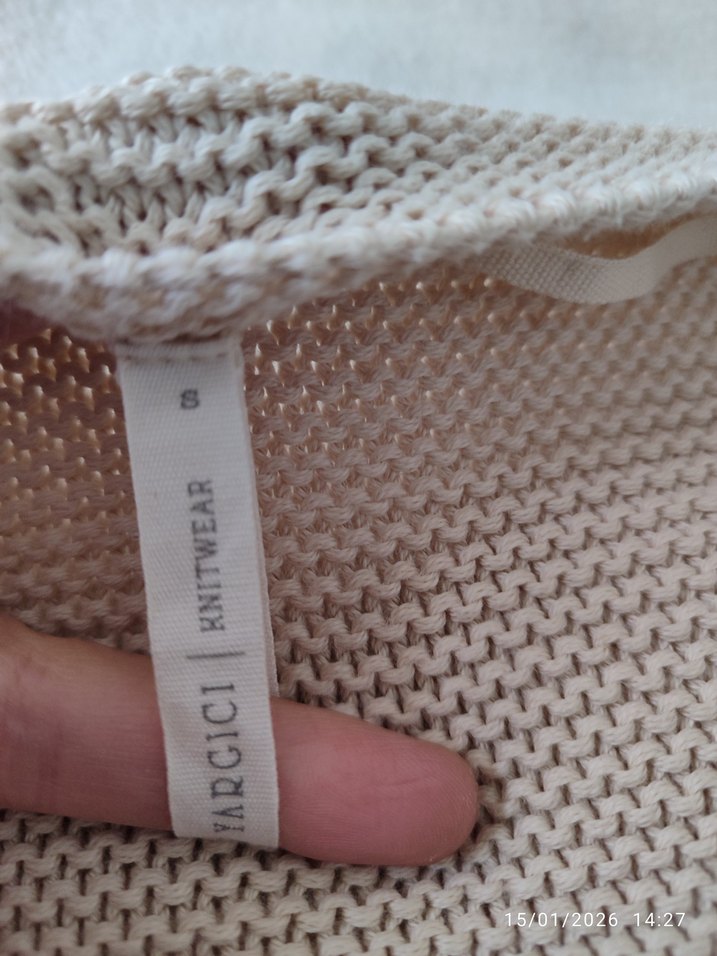 S
YARGICI | KNITWEAR
15/01/2026 14:27